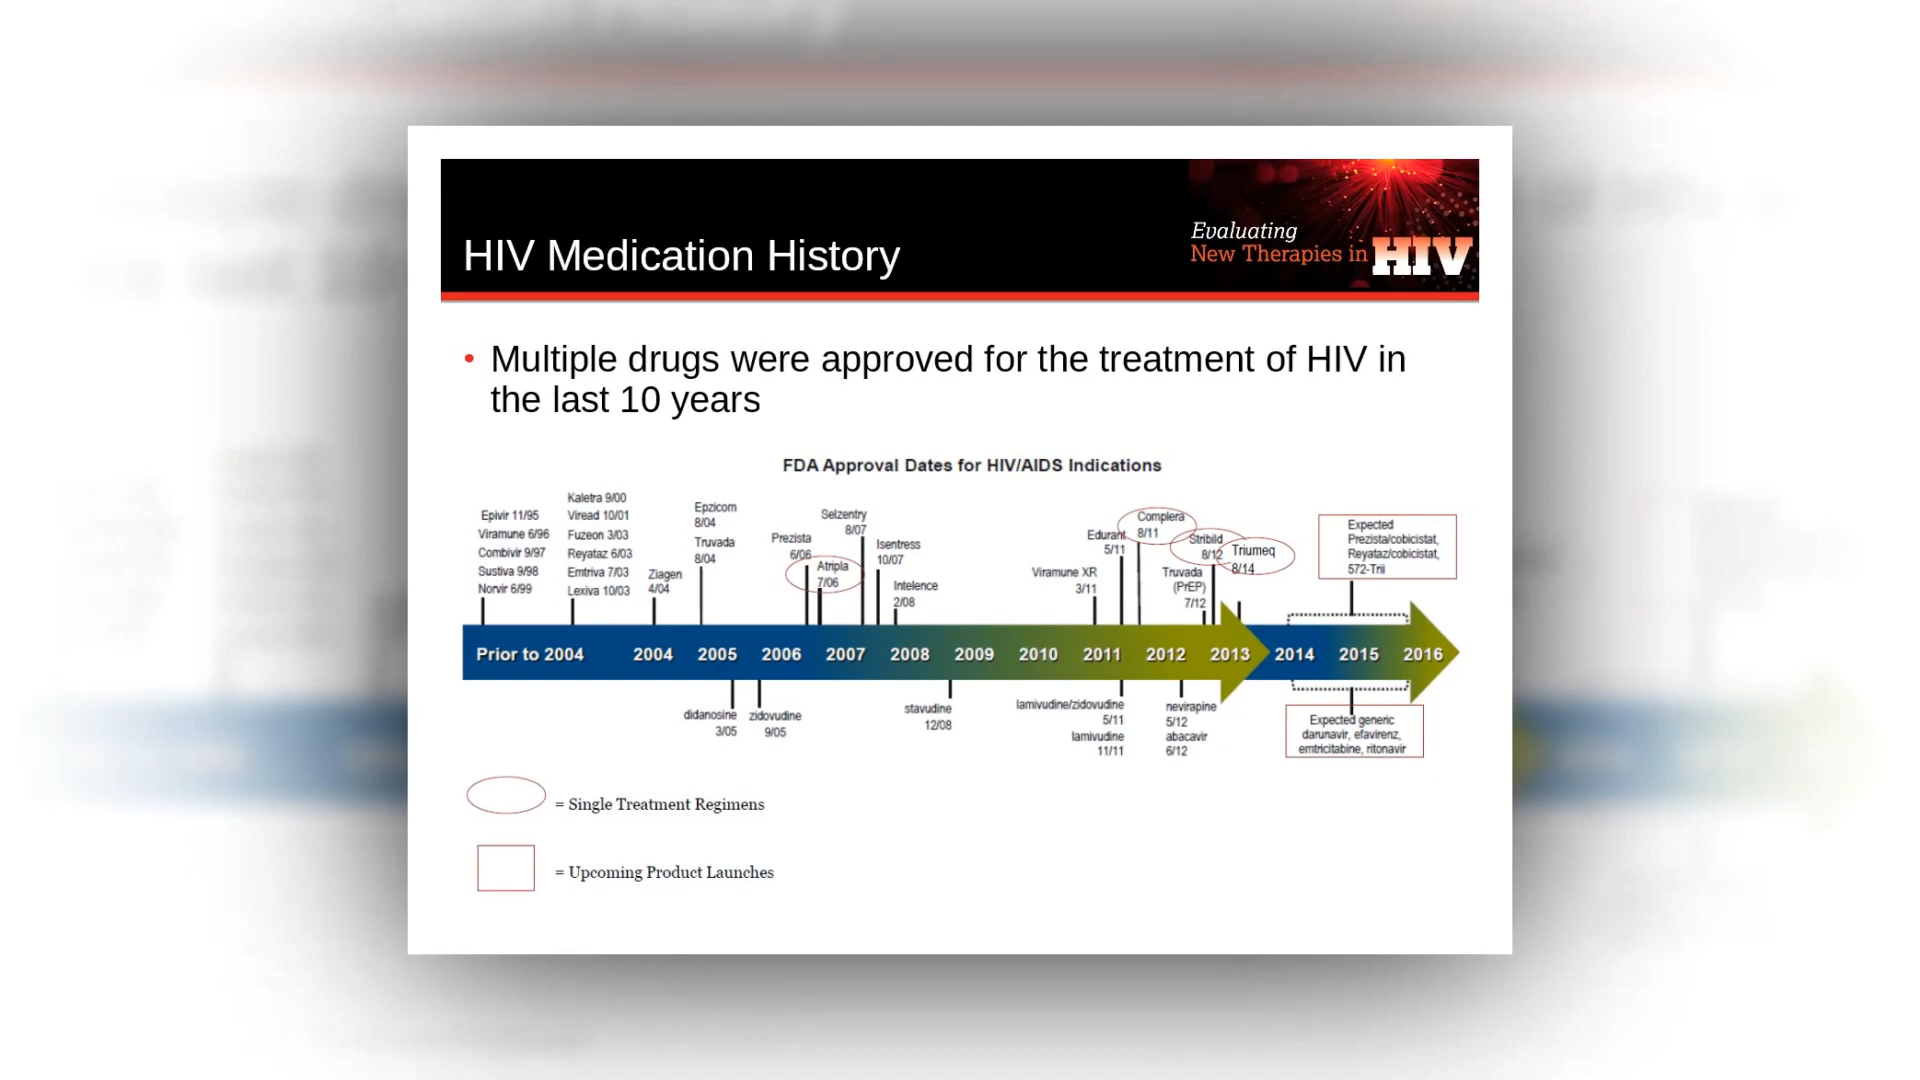 HIV Medication History
Evaluating
New Therapies in HIV
• Multiple drugs were approved for the treatment of HIV in
the last 10 years
FDA Approval Dates for HIV/AIDS Indications
Epivir 11/95
Viramune 6/96
Combivir 9/97
Sustiva 9/98
Norvir 6/99
Kaletra 9/00
Viread 10/01
Fuzeon 3/03
Reyataz 6/03
Emtriva 7/03
Lexiva 10/03
Ziagen
4/04
Epzicom
8/04
Truvada
8/04
Prezista
6/06
Atripla
7/06
Selzentry
8/07
Isentress
10/07
Intelence
2/08
Viramune XR
3/11
Edurant
5/11
Complera
8/11
Truvada
(PrEP)
7/12
Stribild
8/12
Triumeq
8/14
Expected
Prezista/cobicistat,
Reyataz/cobicistat,
572-Trii
Prior to 2004 2004 2005 2006 2007 2008 2009 2010 2011 2012 2013 2014 2015 2016
didanosine
3/05
zidovudine
9/05
stavudine
12/08
lamivudine/zidovudine
5/11
lamivudine
11/11
nevirapine
5/12
abacavir
6/12
Expected generic
darunavir, efavirenz,
emtricitabine, ritonavir
= Single Treatment Regimens
= Upcoming Product Launches